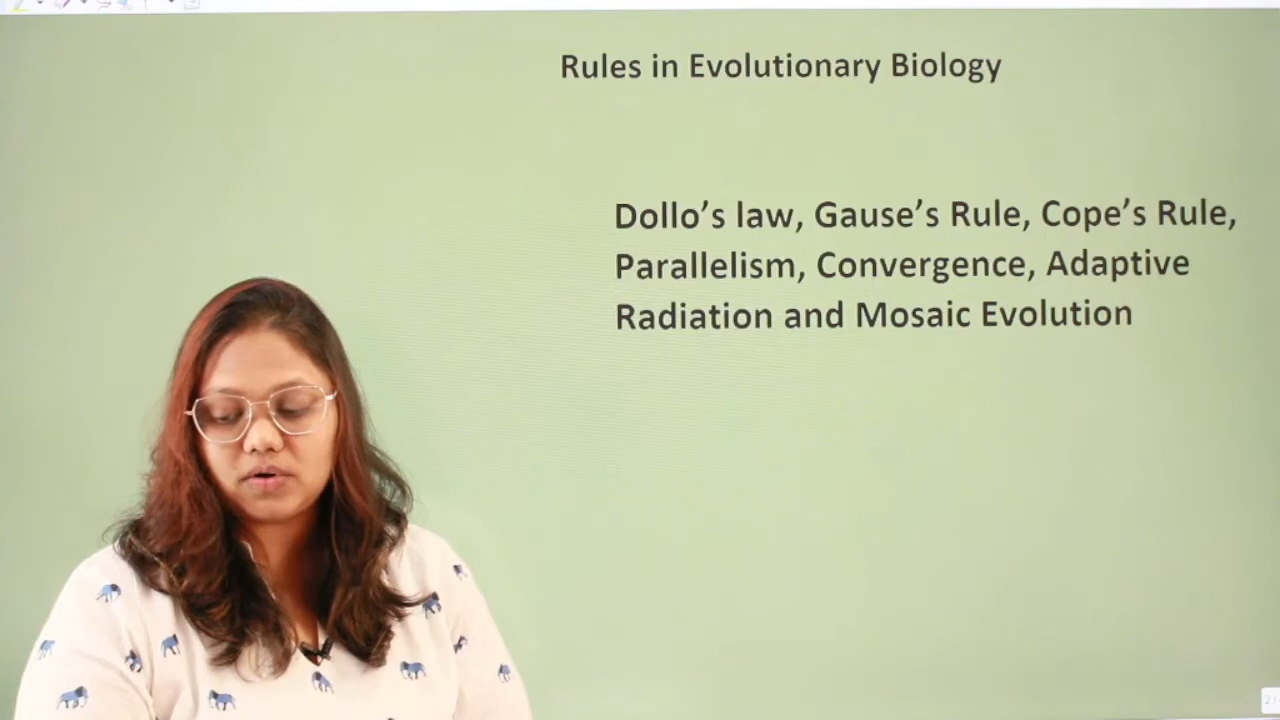 Rules in Evolutionary Biology
Dollo’s law, Gause’s Rule, Cope’s Rule,
Parallelism, Convergence, Adaptive
Radiation and Mosaic Evolution